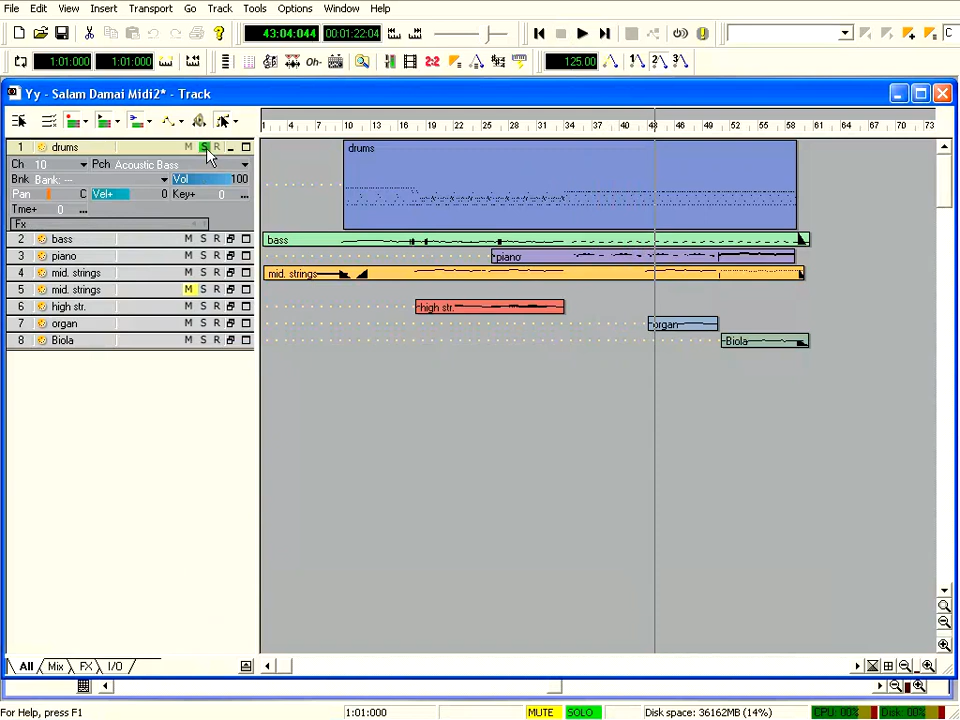 File Edit View Insert Transport Go Track Tools Options Window Help
43:04:044 00:01:22:04
1:01:000 1:01:000 Oh- 2:2 125.00 1 2 3
Yy - Salam Damai Midi2* - Track
1 4 7 10 13 16 19 22 25 28 31 34 37 40 43 46 49 52 55 58 61 64 67 70 73
1 drums M S R
Ch 10 Pch Acoustic Bass
Bnk Bank: --- Vol 100
Pan C Vel+ 0 Key+ 0 ...
Tme+ 0 ...
Fx
2 bass M S R
3 piano M S R
4 mid. strings M S R
5 mid. strings M S R
6 high str. M S R
7 organ M S R
8 Biola M S R
drums
bass
piano
mid. strings
high str.
organ
Biola
All Mix FX I/O
For Help, press F1 1:01:000 MUTE SOLO Disk space: 36162MB (14%) CPU: 00% Disk: 00%